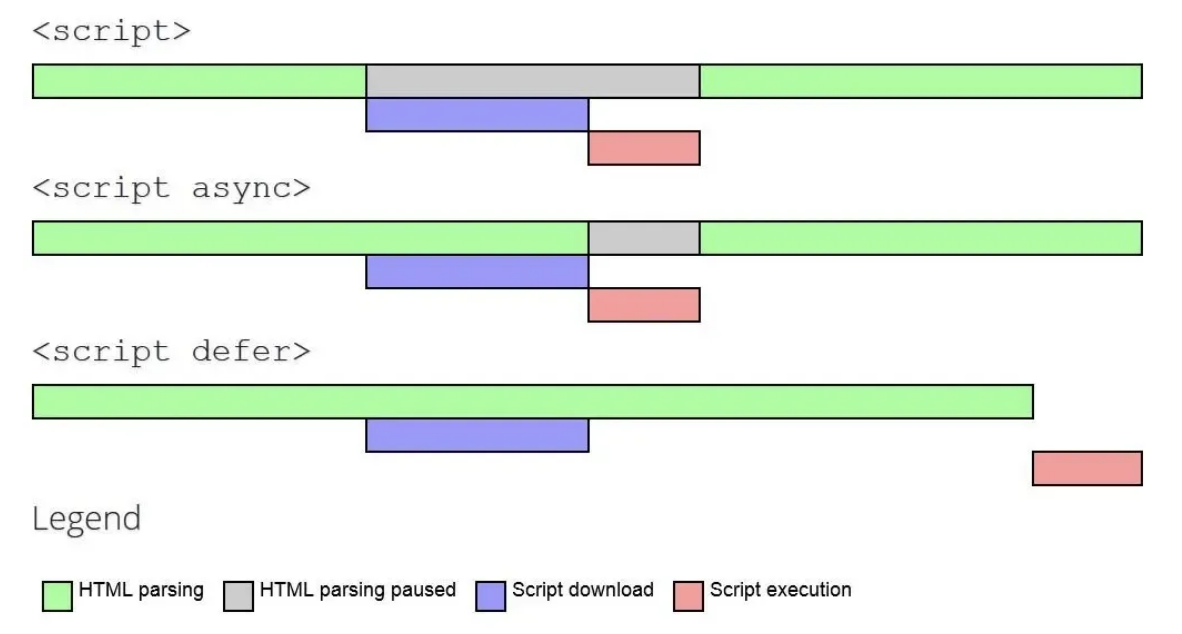 <script>
<script async>
<script defer>
Legend
HTML parsing HTML parsing paused Script download Script execution